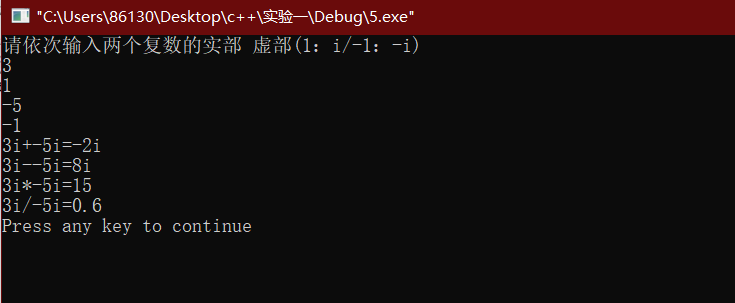 "C:\Users\86130\Desktop\c++\实验一\Debug\5.exe"
请依次输入两个复数的实部 虚部(1: i/-1: -i)
3
1
-5
-1
3i+-5i=-2i
3i--5i=8i
3i*-5i=15
3i/-5i=0.6
Press any key to continue